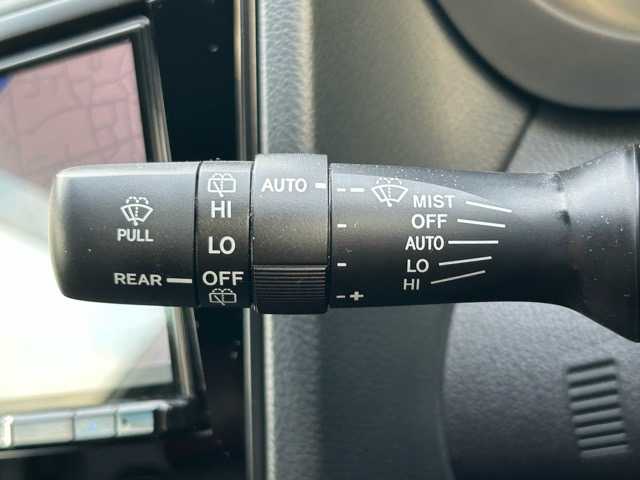 PULL
REAR
HI
LO
OFF
AUTO
- +
MIST
OFF
AUTO
LO
HI